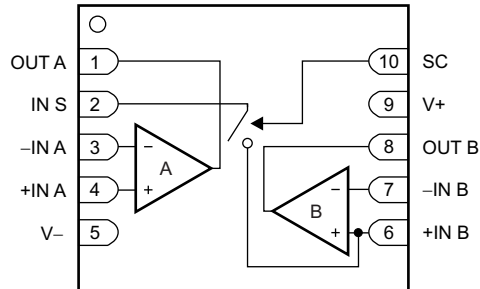 OUT A 1 10 SC
IN S 2 9 V+
–IN A 3 – A 8 OUT B
+IN A 4 + B – 7 –IN B
V– 5 + 6 +IN B